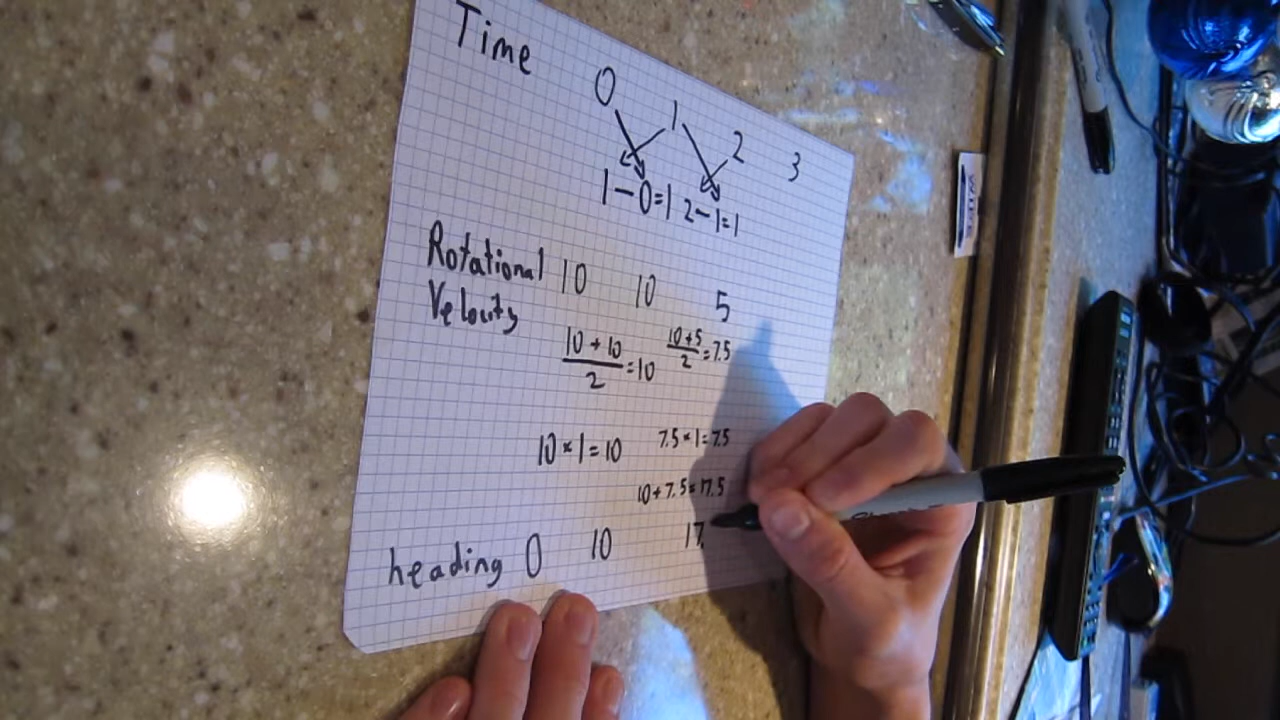 Time 0 1 2 3
1-0=1 2-1=1
Rotational Velocity 10 10 5
(10+10)/2=10 (10+5)/2=7.5
10×1=10 7.5×1=7.5
10+7.5=17.5
heading 0 10 17.